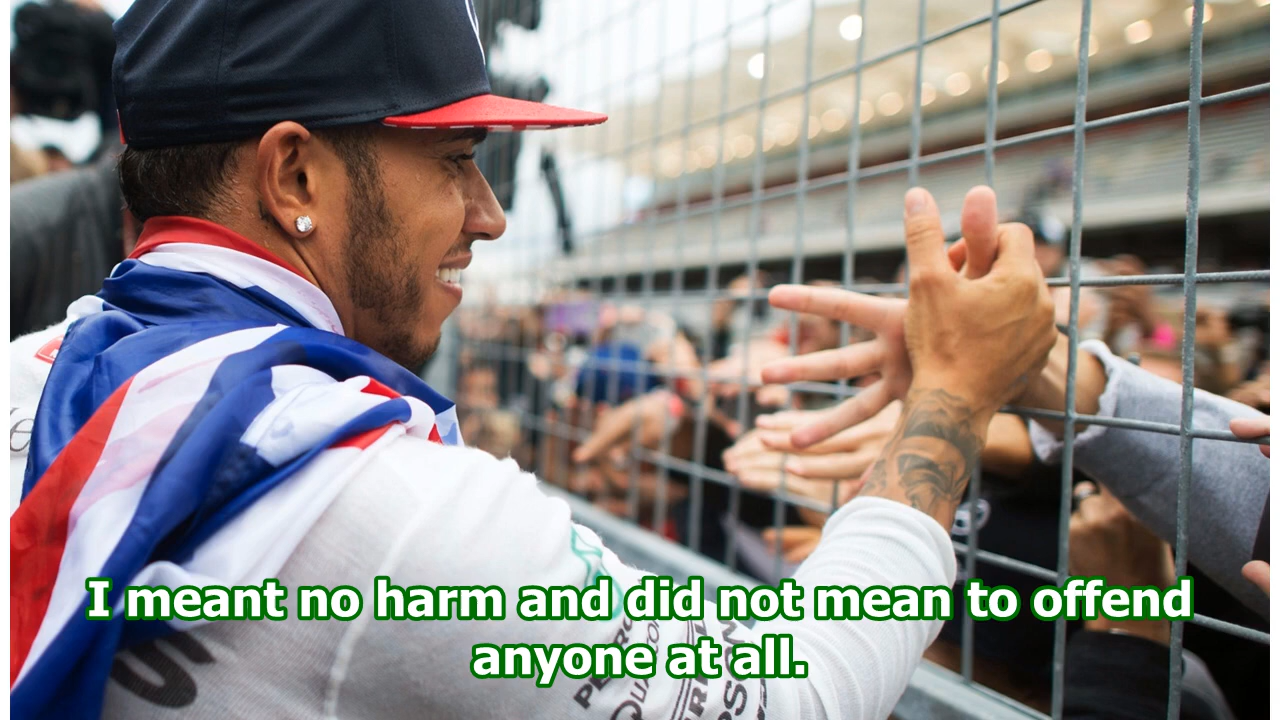 I meant no harm and did not mean to offend
anyone at all.